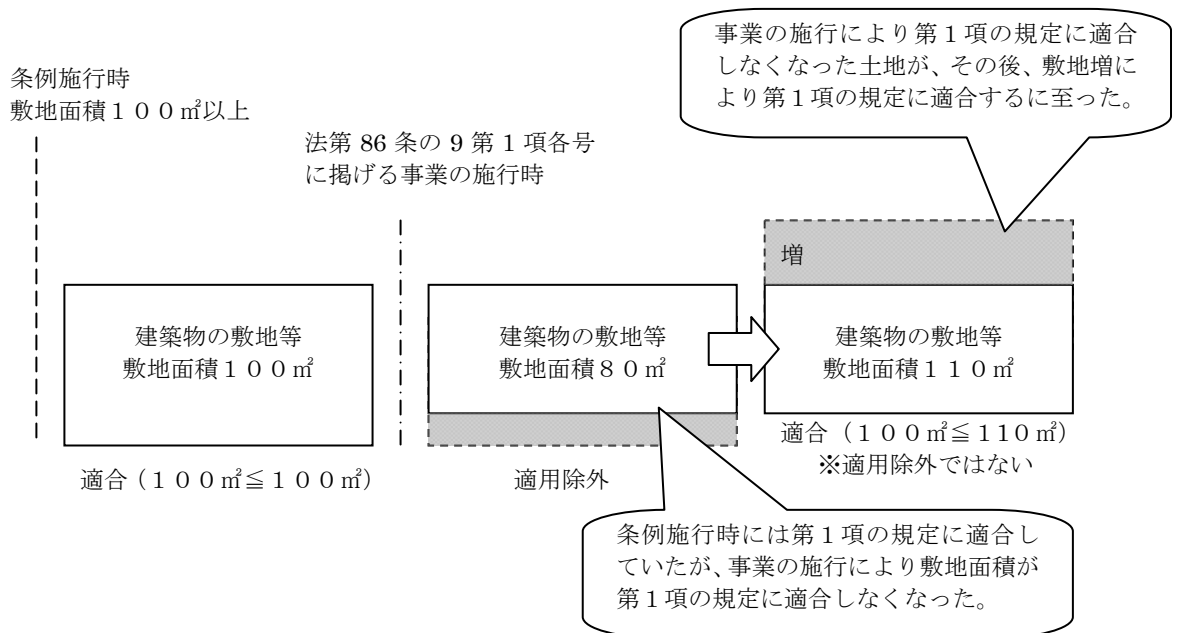 事業の施行により第１項の規定に適合
しなくなった土地が、その後、敷地増に
より第１項の規定に適合するに至った。
条例施行時
敷地面積１００㎡以上
法第 86 条の 9 第 1 項各号
に掲げる事業の施行時
増
建築物の敷地等
敷地面積１００㎡
建築物の敷地等
敷地面積８０㎡
建築物の敷地等
敷地面積１１０㎡
適合（１００㎡≦１００㎡）
適用除外
適合（１００㎡≦110㎡）
※適用除外ではない
条例施行時には第１項の規定に適合し
ていたが、事業の施行により敷地面積が
第１項の規定に適合しなくなった。